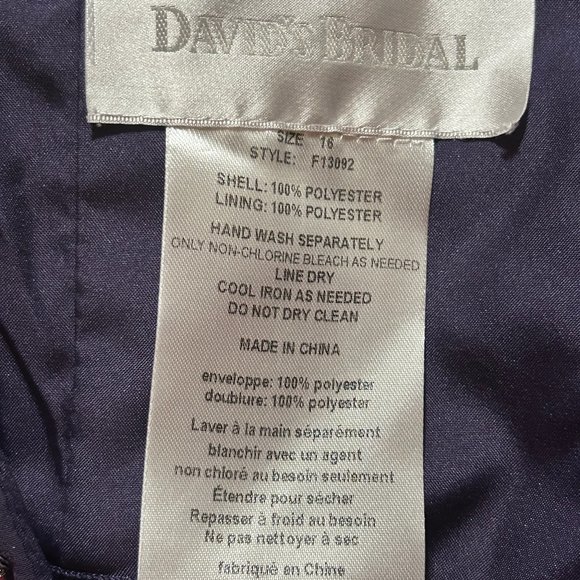 DAVID'S BRIDAL
SIZE 16
STYLE: F13092
SHELL: 100% POLYESTER
LINING: 100% POLYESTER
HAND WASH SEPARATELY
ONLY NON-CHLORINE BLEACH AS NEEDED
LINE DRY
COOL IRON AS NEEDED
DO NOT DRY CLEAN
MADE IN CHINA
enveloppe: 100% polyester
doublure: 100% polyester
Laver à la main séparément
blanchir avec un agent
non chloré au besoin seulement
Étendre pour sécher
Repasser à froid au besoin
Ne pas nettoyer à sec
fabriqué en Chine